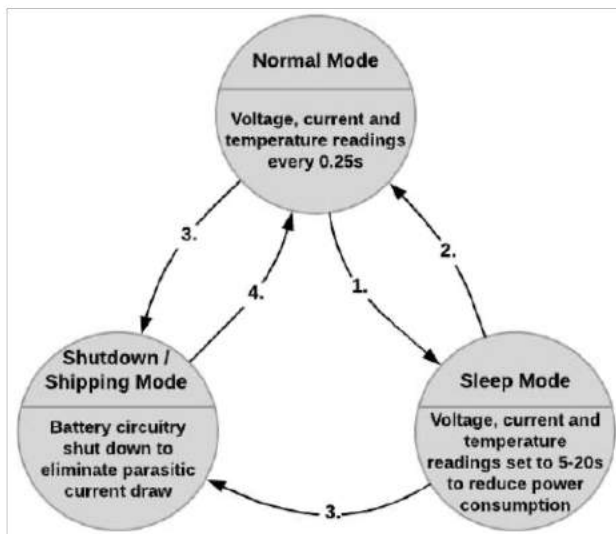 Normal Mode
Voltage, current and
temperature readings
every 0.25s
3.
4.
1.
2.
Shutdown /
Shipping Mode
Battery circuitry
shut down to
eliminate parasitic
current draw
Sleep Mode
Voltage, current and
temperature
readings set to 5-20s
to reduce power
consumption
3.